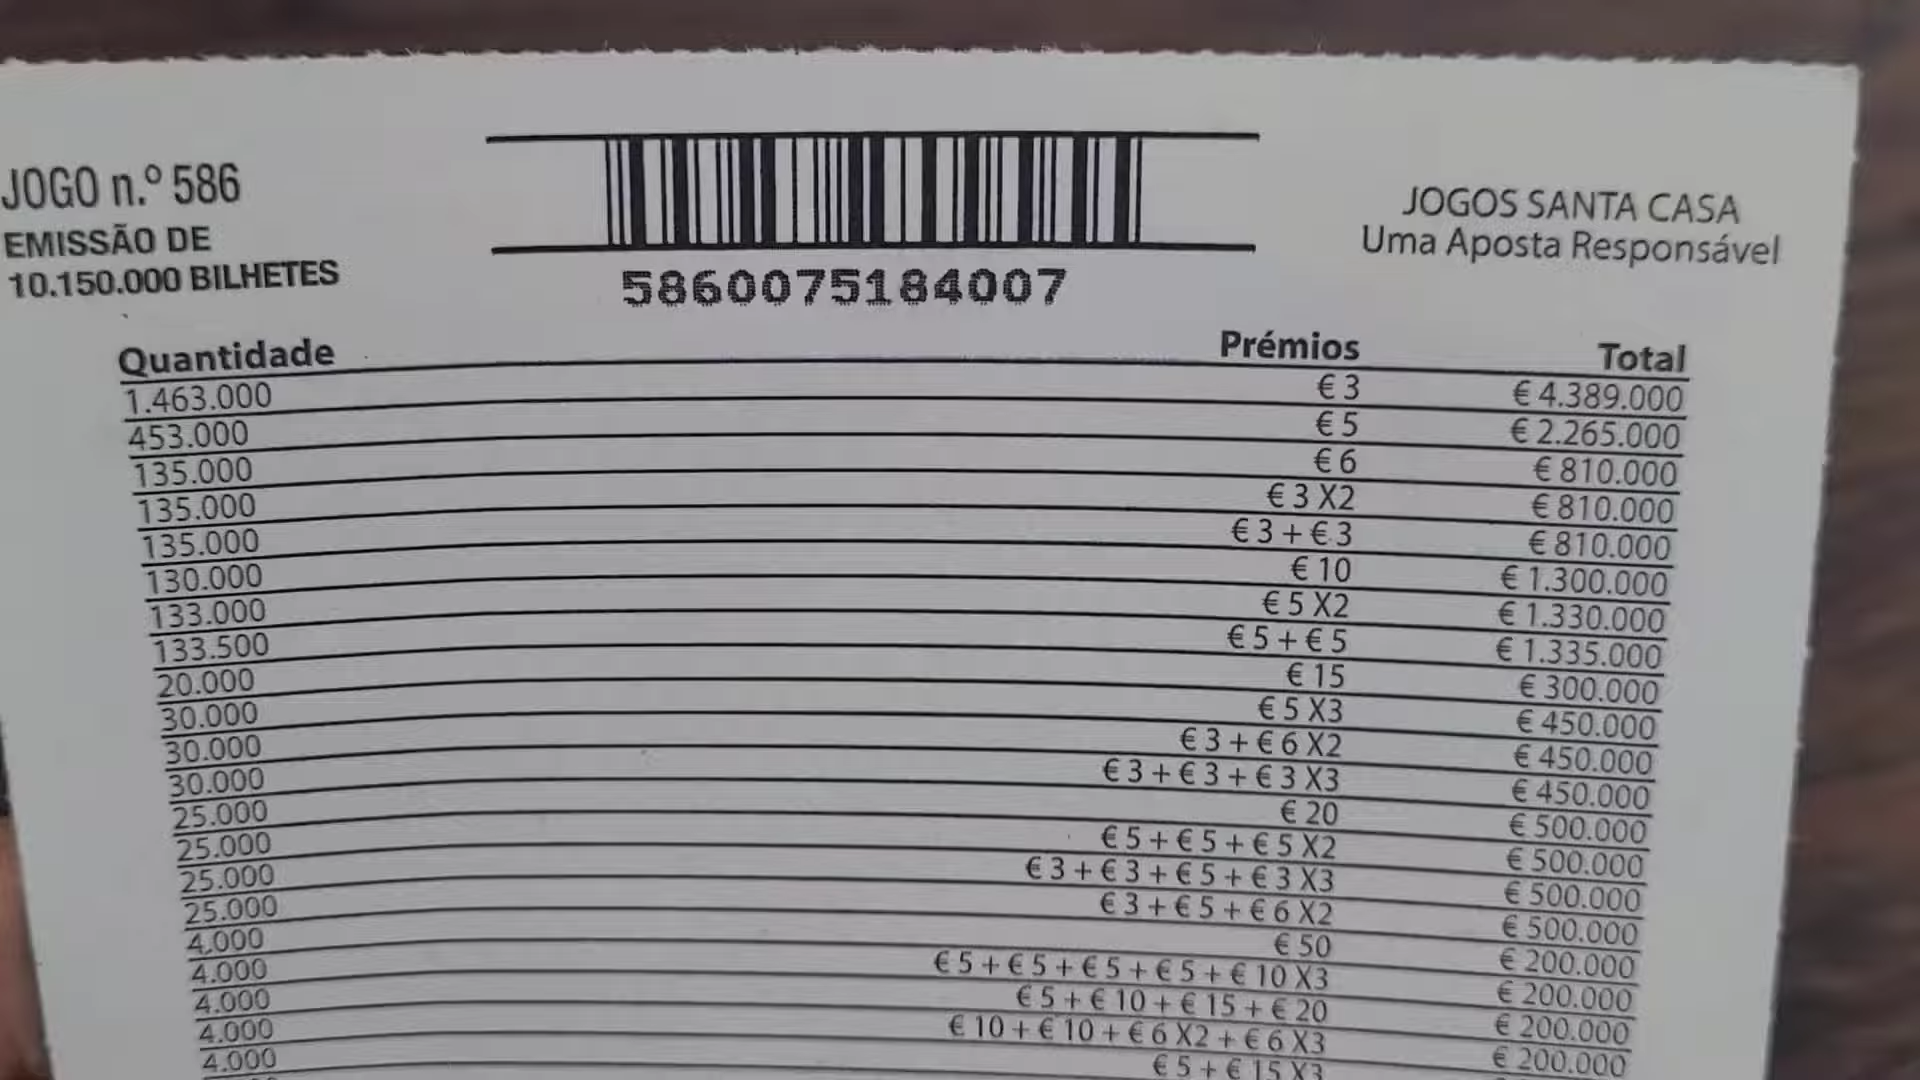 JOGO n.º 586
EMISSÃO DE
10.150.000 BILHETES
5860075184007
JOGOS SANTA CASA
Uma Aposta Responsável
Quantidade Prémios Total
1.463.000 € 3 € 4.389.000
453.000 € 5 € 2.265.000
135.000 € 6 € 810.000
135.000 € 3 X2 € 810.000
135.000 € 3 + € 3 € 810.000
130.000 € 10 € 1.300.000
133.000 € 5 X2 € 1.330.000
133.500 € 5 + € 5 € 1.335.000
20.000 € 15 € 300.000
30.000 € 5 X3 € 450.000
30.000 € 3 + € 6 X2 € 450.000
30.000 € 3 + € 3 + € 3 X3 € 450.000
25.000 € 20 € 500.000
25.000 € 5 + € 5 + € 5 X2 € 500.000
25.000 € 3 + € 3 + € 5 + € 3 X3 € 500.000
25.000 € 3 + € 5 + € 6 X2 € 500.000
4.000 € 50 € 200.000
4.000 € 5 + € 5 + € 5 + € 5 + € 10 X3 € 200.000
4.000 € 5 + € 10 + € 15 + € 20 € 200.000
4.000 € 10 + € 10 + € 6 X2 + € 6 X3 € 200.000
4.000 € 5 + € 15 X3